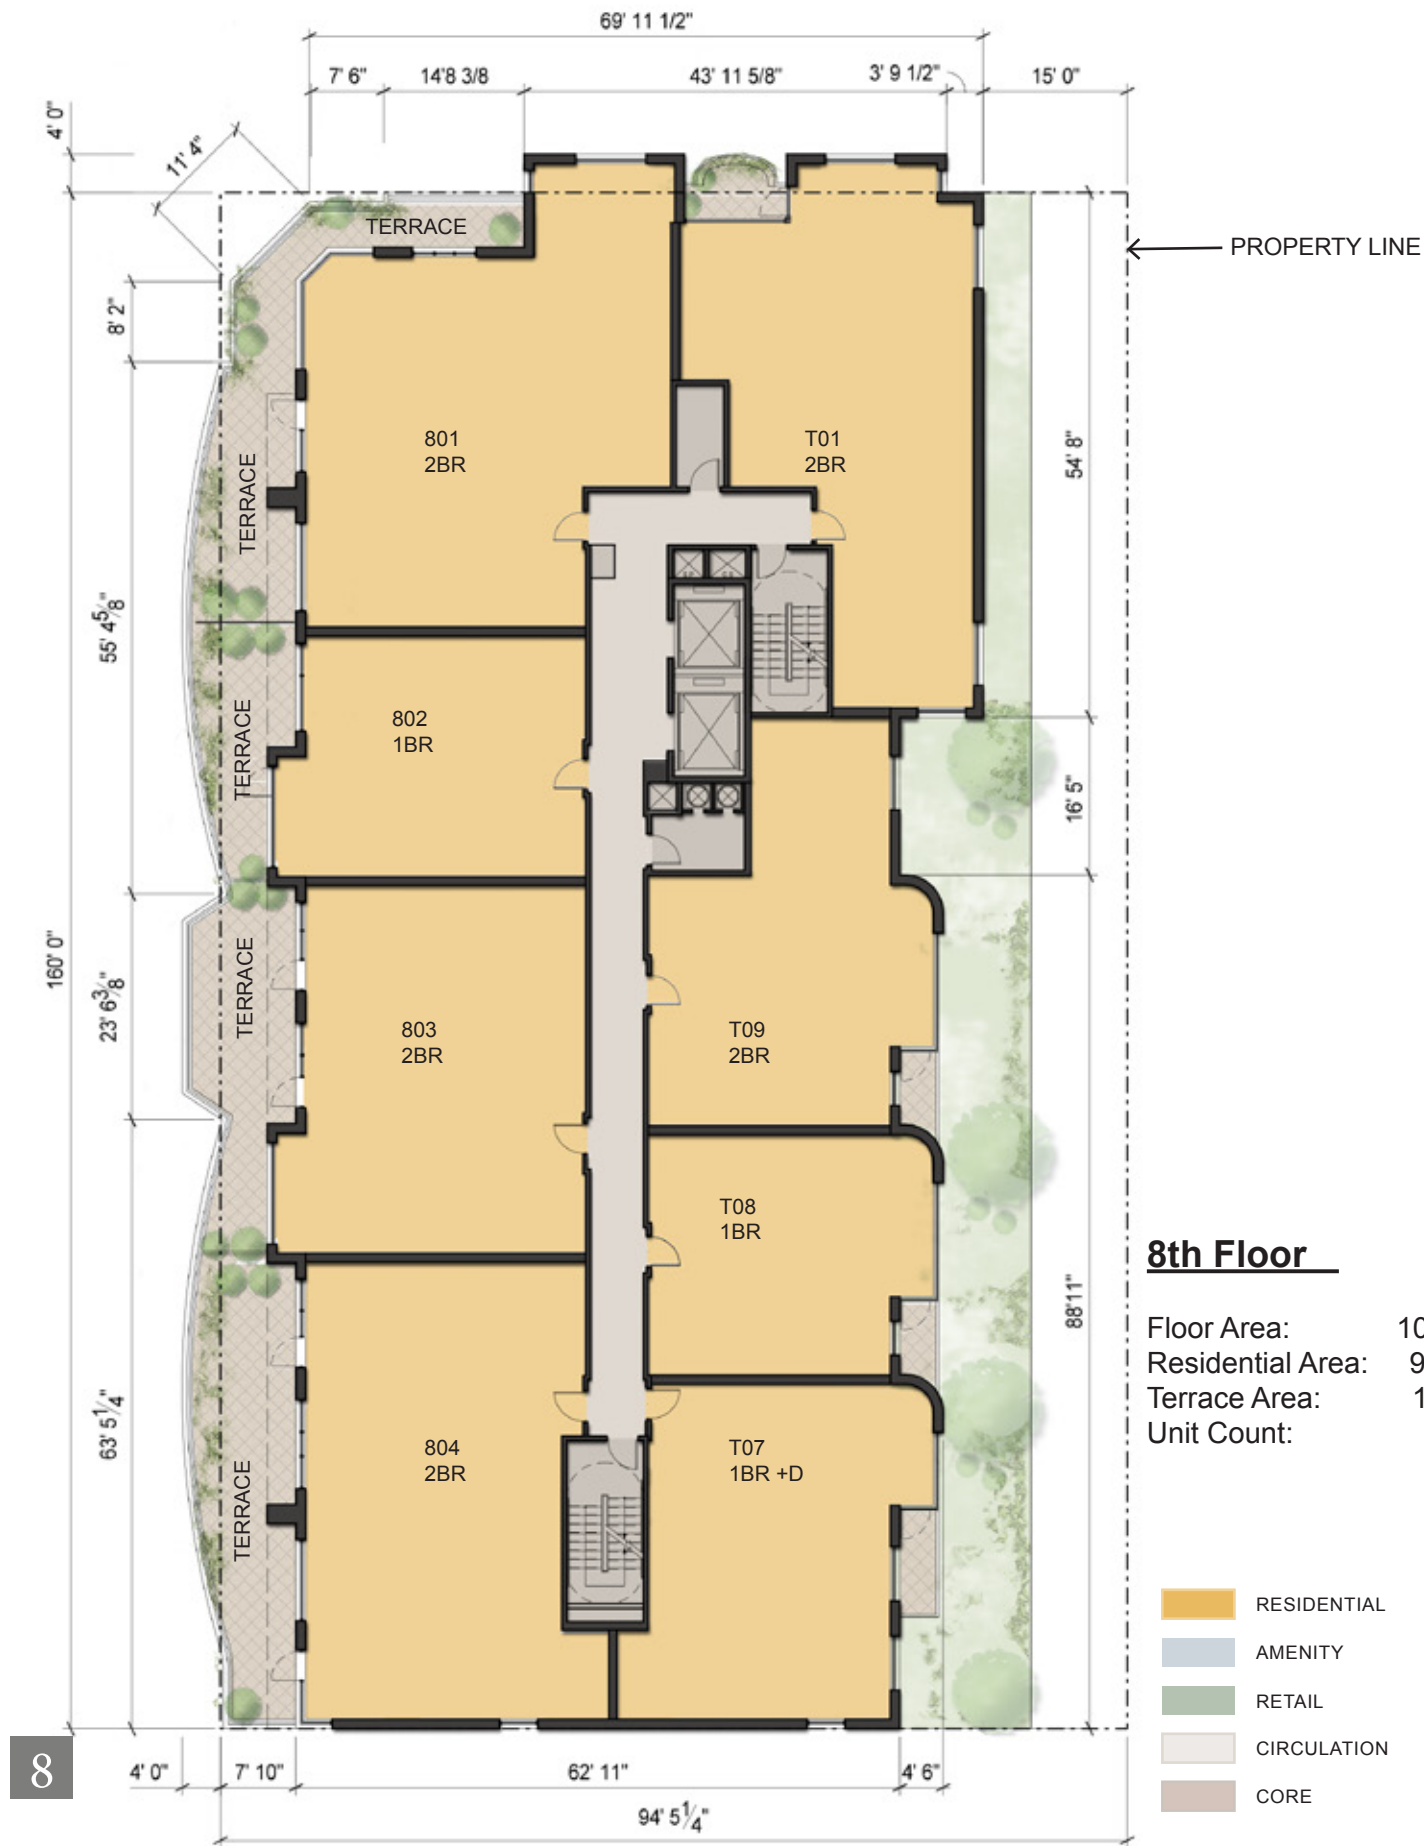 69' 11 1/2"
7' 6"
14'8 3/8
43' 11 5/8"
3' 9 1/2"
15' 0"
4' 0"
11' 4"
TERRACE
PROPERTY LINE
8' 2"
801
2BR
T01
2BR
54' 8"
TERRACE
55' 4 5/8"
802
1BR
TERRACE
16' 5"
160' 0"
23' 6 3/8"
TERRACE
803
2BR
T09
2BR
T08
1BR
8th Floor
88'11"
Floor Area: 10
Residential Area: 9
Terrace Area: 1
Unit Count:
63' 5 1/4"
804
2BR
T07
1BR +D
TERRACE
RESIDENTIAL
AMENITY
RETAIL
CIRCULATION
CORE
8
4' 0"
7' 10"
62' 11"
4' 6"
94' 5 1/4"